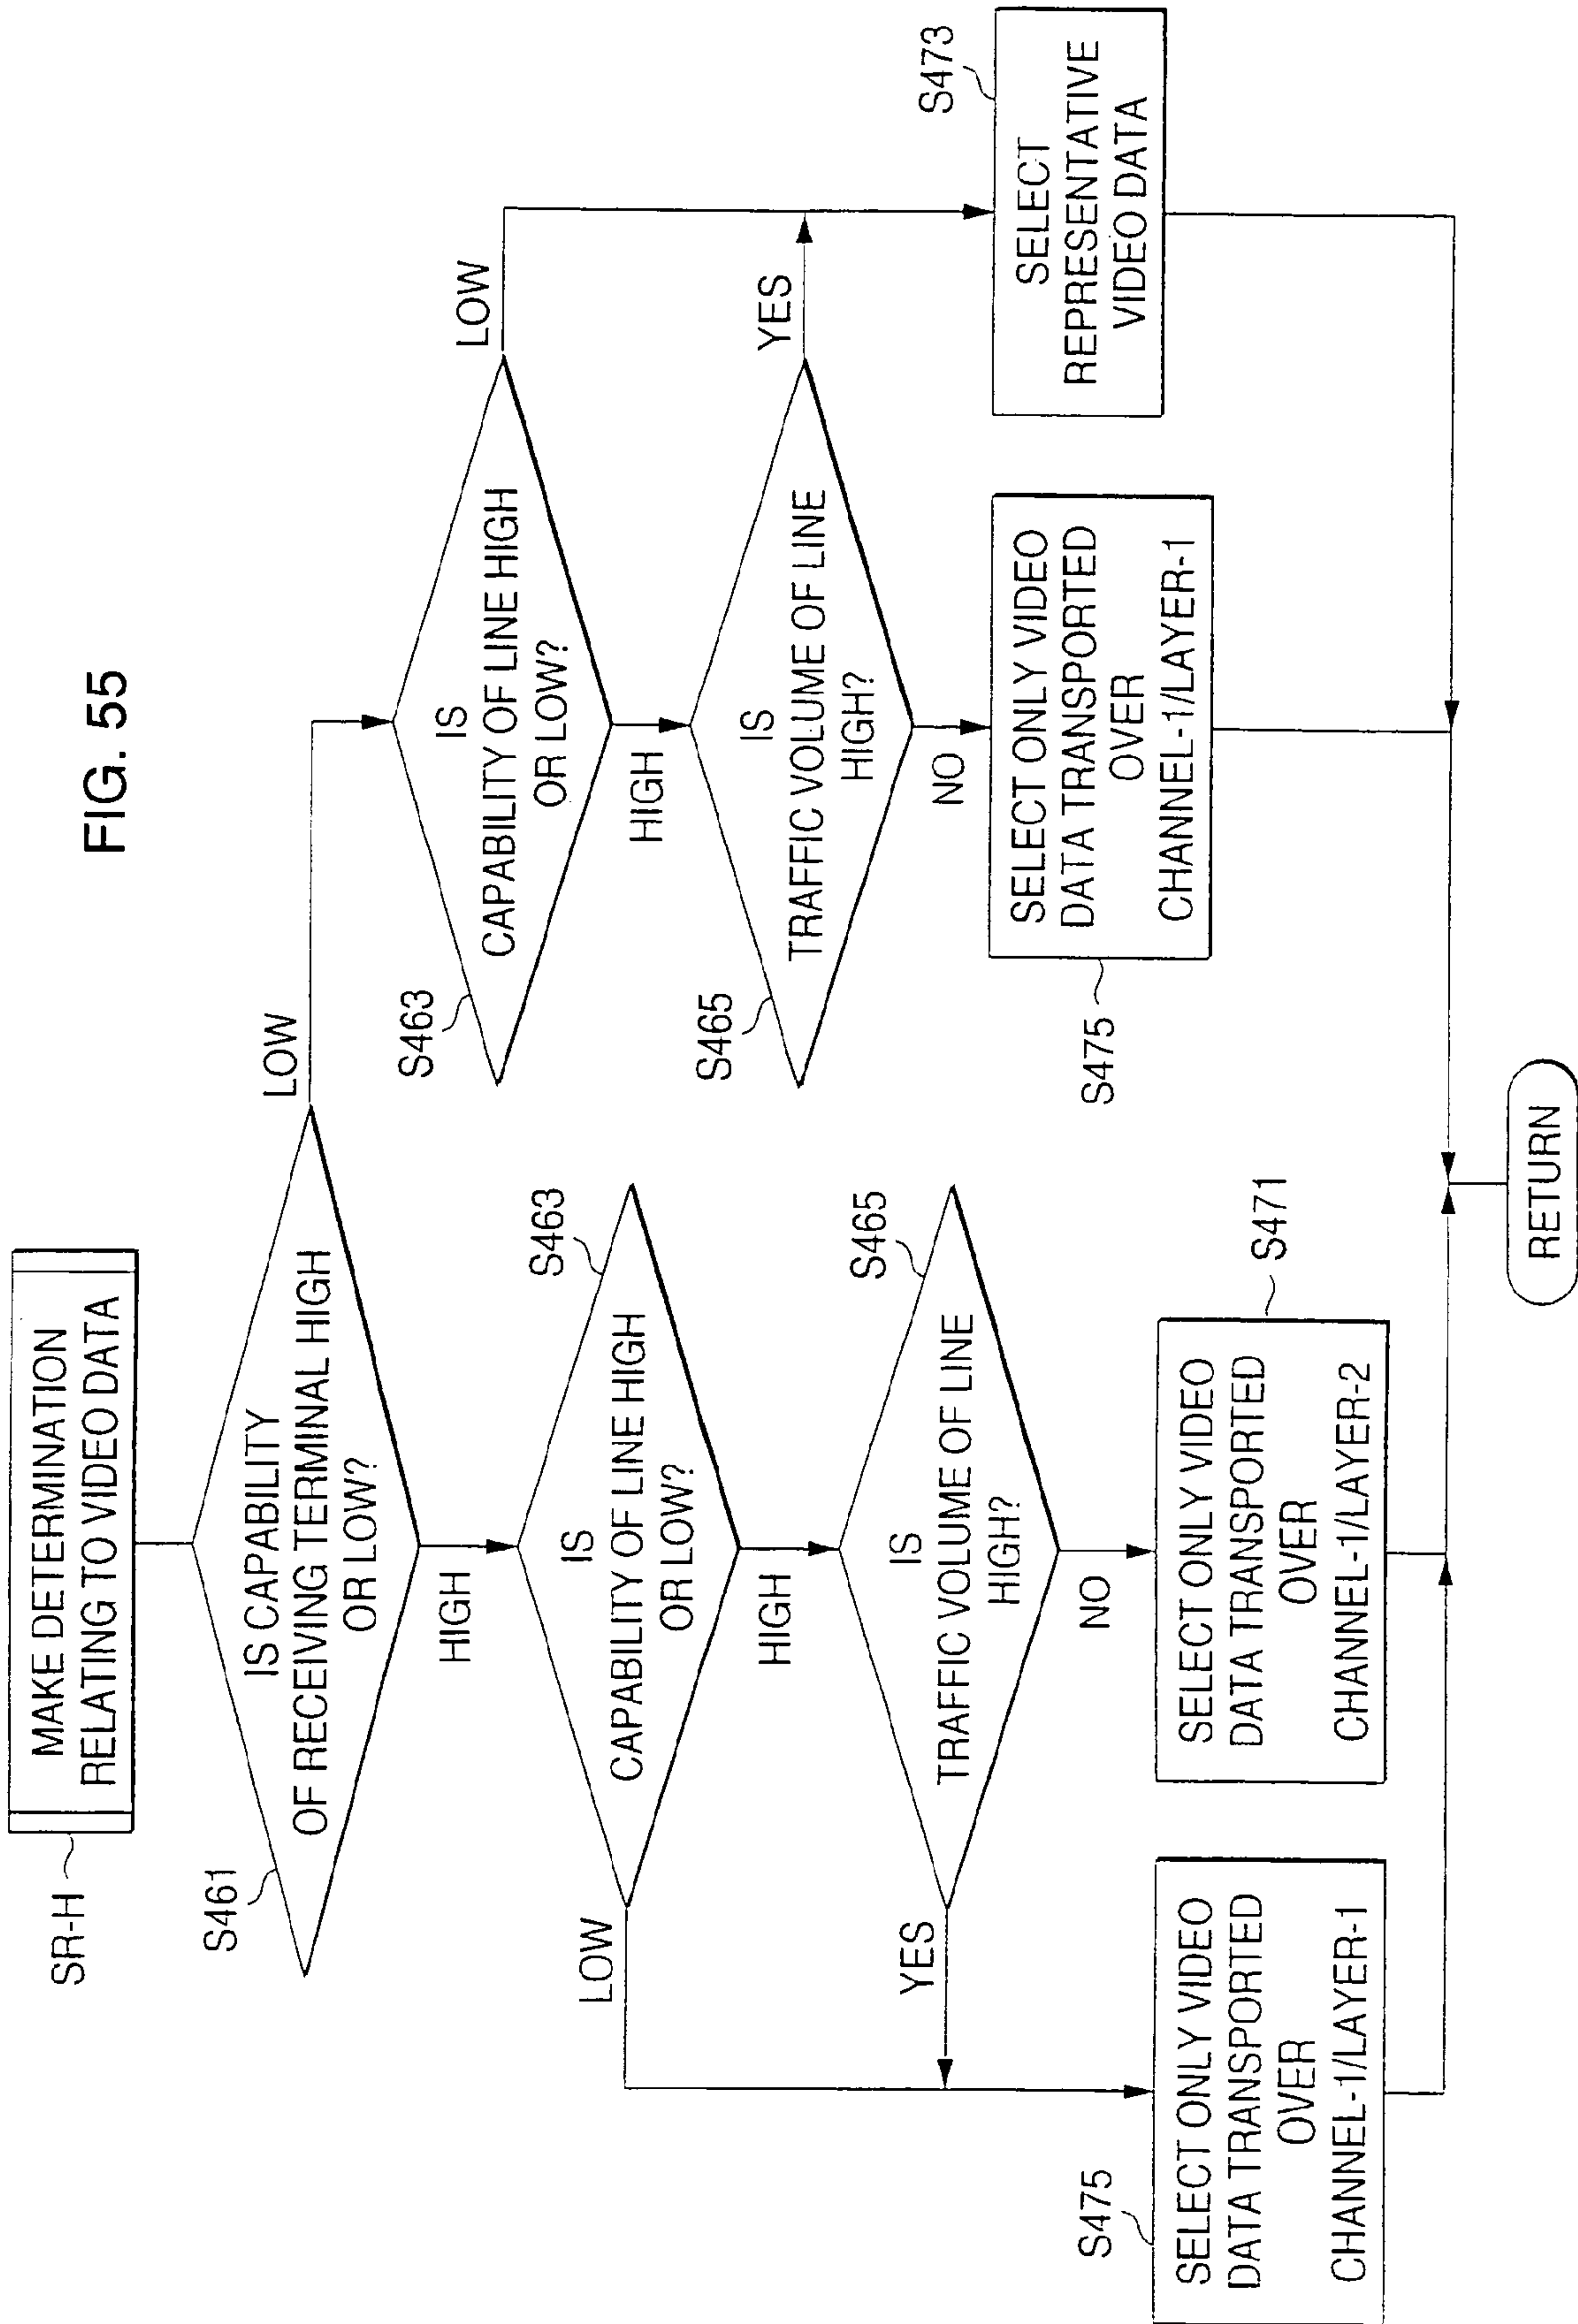 FIG. 55
SR-H
MAKE DETERMINATION
RELATING TO VIDEO DATA
S461
IS CAPABILITY
OF RECEIVING TERMINAL HIGH
OR LOW?
LOW
HIGH
S463
IS
CAPABILITY OF LINE HIGH
OR LOW?
LOW
HIGH
S465
IS
TRAFFIC VOLUME OF LINE
HIGH?
YES
NO
S475
SELECT ONLY VIDEO
DATA TRANSPORTED
OVER
CHANNEL-1/LAYER-1
S471
SELECT ONLY VIDEO
DATA TRANSPORTED
OVER
CHANNEL-1/LAYER-2
S463
IS
CAPABILITY OF LINE HIGH
OR LOW?
LOW
HIGH
S465
IS
TRAFFIC VOLUME OF LINE
HIGH?
YES
NO
S475
SELECT ONLY VIDEO
DATA TRANSPORTED
OVER
CHANNEL-1/LAYER-1
S473
SELECT
REPRESENTATIVE
VIDEO DATA
RETURN